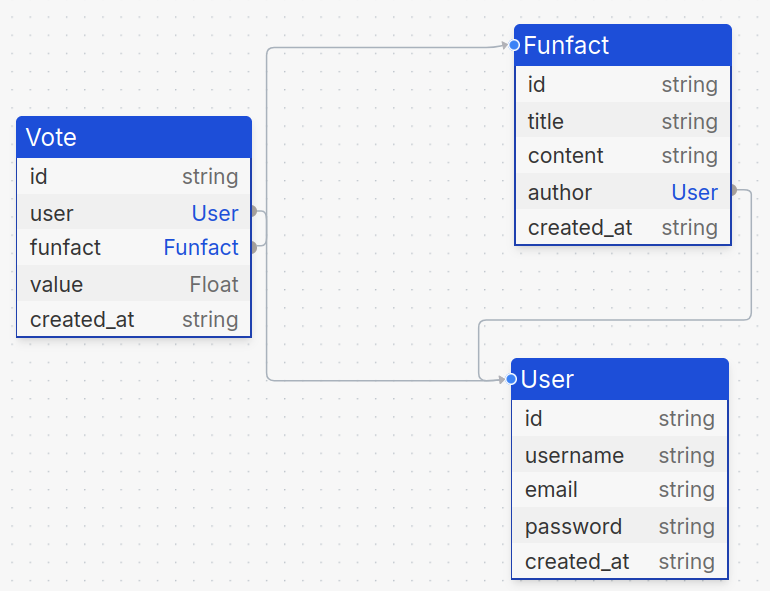 Vote
id string
user User
funfact Funfact
value Float
created_at string
Funfact
id string
title string
content string
author User
created_at string
User
id string
username string
email string
password string
created_at string